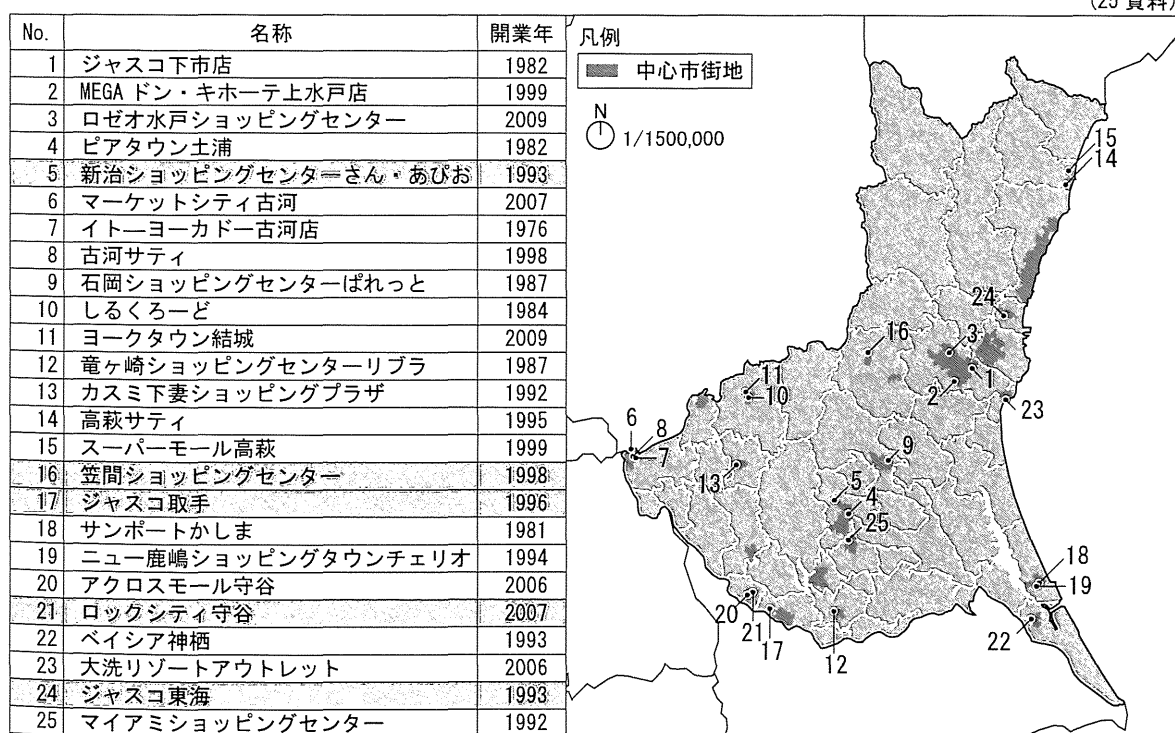 (25資料)
No. 名称 開業年
1 ジャスコ下市店 1982
2 MEGAドン・キホーテ上水戸店 1999
3 ロゼオ水戸ショッピングセンター 2009
4 ピアタウン土浦 1982
5 新治ショッピングセンターさん・あぴお 1993
6 マーケットシティ古河 2007
7 イトーヨーカドー古河店 1976
8 古河サティ 1998
9 石岡ショッピングセンターぱれっと 1987
10 しるくろーど 1984
11 ヨークタウン結城 2009
12 竜ヶ崎ショッピングセンターリブラ 1987
13 カスミ下妻ショッピングプラザ 1992
14 高萩サティ 1995
15 スーパーモール高萩 1999
16 笠間ショッピングセンター 1998
17 ジャスコ取手 1996
18 サンポートかしま 1981
19 ニュー鹿嶋ショッピングタウンチェリオ 1994
20 アクロスモール守谷 2006
21 ロックシティ守谷 2007
22 ベイシア神栖 1993
23 大洗リゾートアウトレット 2006
24 ジャスコ東海 1993
25 マイアミショッピングセンター 1992
凡例
中心市街地
N
1/1500,000
15
14
24
16
3
11
10
1
2
23
6
8
7
9
13
5
4
25
18
19
20
21
17
12
22